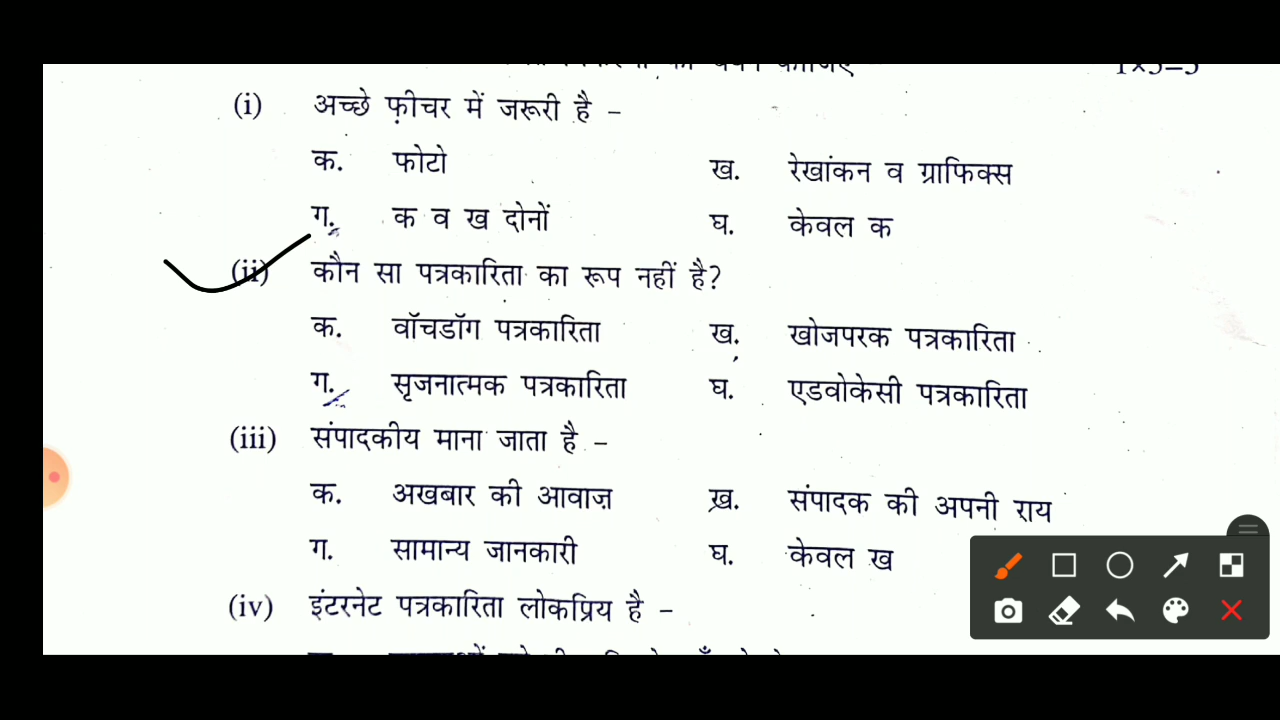 (i) अच्छे फ़ीचर में जरूरी है –
क. फोटो ख. रेखांकन व ग्राफिक्स
ग. क व ख दोनों घ. केवल क
(ii) कौन सा पत्रकारिता का रूप नहीं है?
क. वॉचडॉग पत्रकारिता ख. खोजपरक पत्रकारिता
ग. सृजनात्मक पत्रकारिता घ. एडवोकेसी पत्रकारिता
(iii) संपादकीय माना जाता है –
क. अखबार की आवाज़ ख. संपादक की अपनी राय
ग. सामान्य जानकारी घ. केवल ख
(iv) इंटरनेट पत्रकारिता लोकप्रिय है –